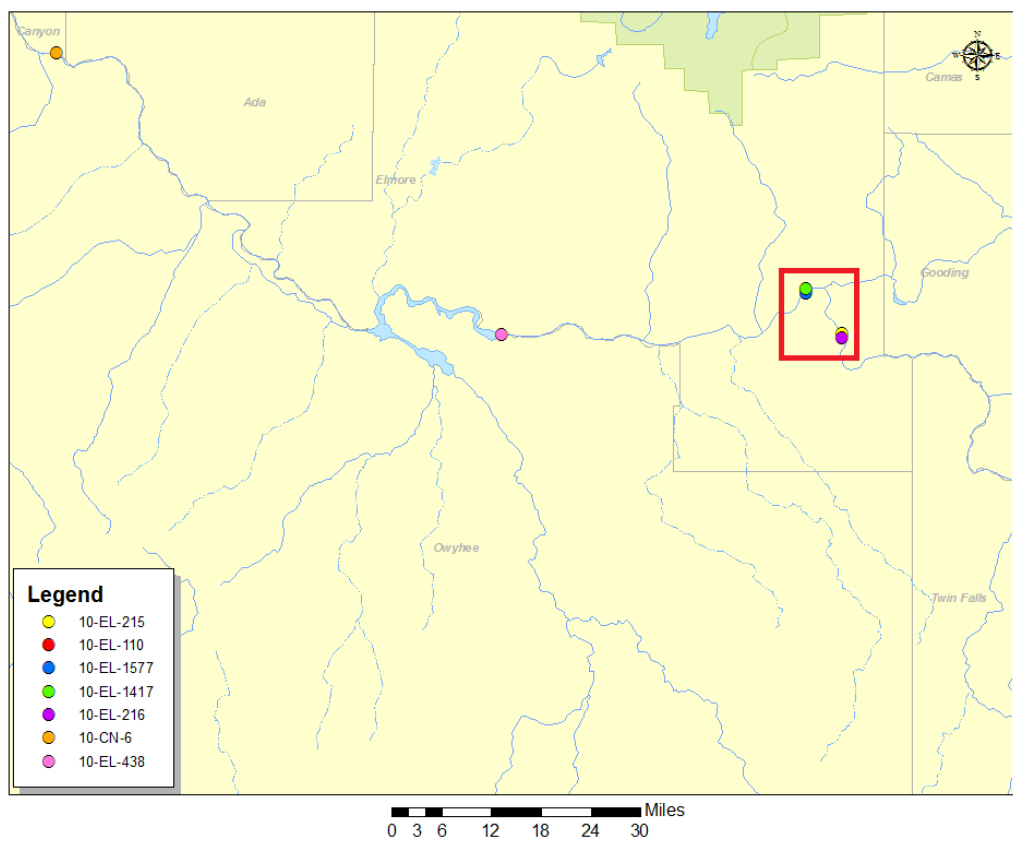 Canyon
N
W
E
S
Camas
Ada
Elmore
Gooding
Owyhee
Twin Falls
Legend
10-EL-215
10-EL-110
10-EL-1577
10-EL-1417
10-EL-216
10-CN-6
10-EL-438
Miles
0 3 6 12 18 24 30